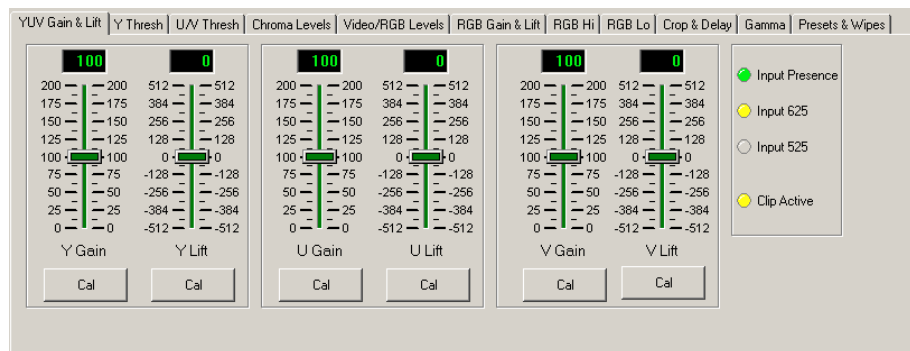 YUV Gain & Lift Y Thresh U/V Thresh Chroma Levels Video/RGB Levels RGB Gain & Lift RGB Hi RGB Lo Crop & Delay Gamma Presets & Wipes
100 0 100 0 100 0
200 200 512 512 200 200 512 512 200 200 512 512
175 175 384 384 175 175 384 384 175 175 384 384
150 150 256 256 150 150 256 256 150 150 256 256
125 125 128 128 125 125 128 128 125 125 128 128
100 100 0 0 100 100 0 0 100 100 0 0
75 75 -128 -128 75 75 -128 -128 75 75 -128 -128
50 50 -256 -256 50 50 -256 -256 50 50 -256 -256
25 25 -384 -384 25 25 -384 -384 25 25 -384 -384
0 0 -512 -512 0 0 -512 -512 0 0 -512 -512
Y Gain Y Lift U Gain U Lift V Gain V Lift
Cal Cal Cal Cal Cal Cal
Input Presence
Input 625
Input 525
Clip Active